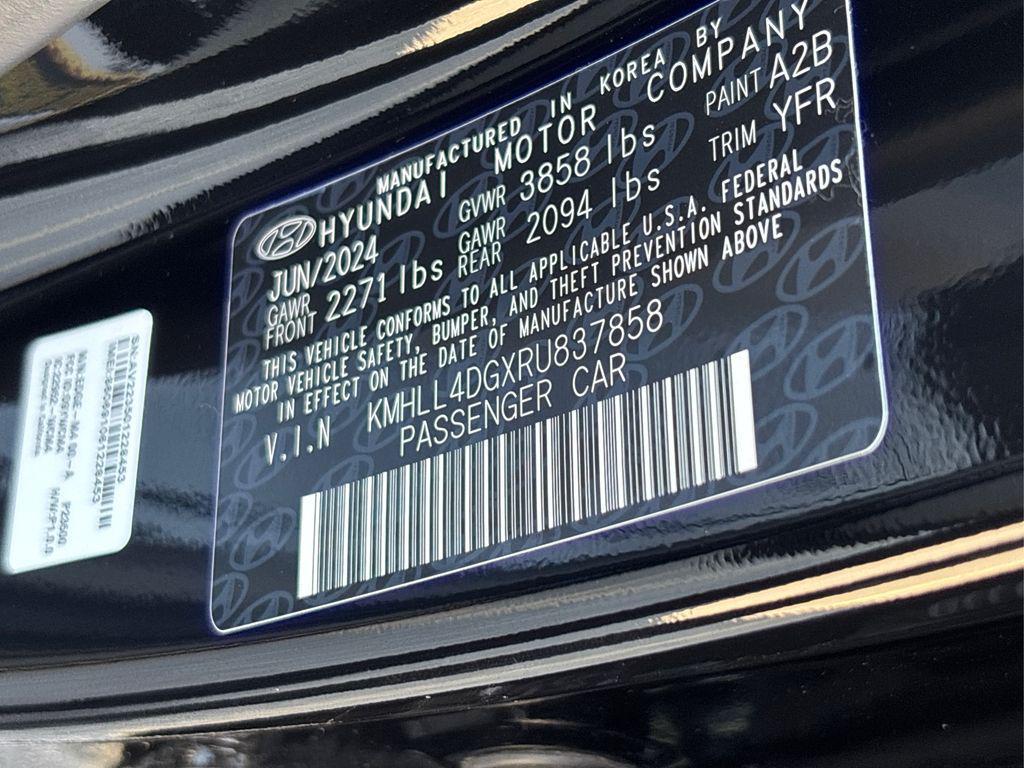 MANUFACTURED IN KOREA BY
HYUNDAI MOTOR COMPANY
JUN/2024 GVWR 3858 lbs PAINT A2B
GAWR FRONT 2271 lbs GAWR REAR 2094 lbs TRIM YFR
THIS VEHICLE CONFORMS TO ALL APPLICABLE U.S.A. FEDERAL
MOTOR VEHICLE SAFETY, BUMPER, AND THEFT PREVENTION STANDARDS
IN EFFECT ON THE DATE OF MANUFACTURE SHOWN ABOVE
V.I.N KMHLL4DGXRU837858
PASSENGER CAR